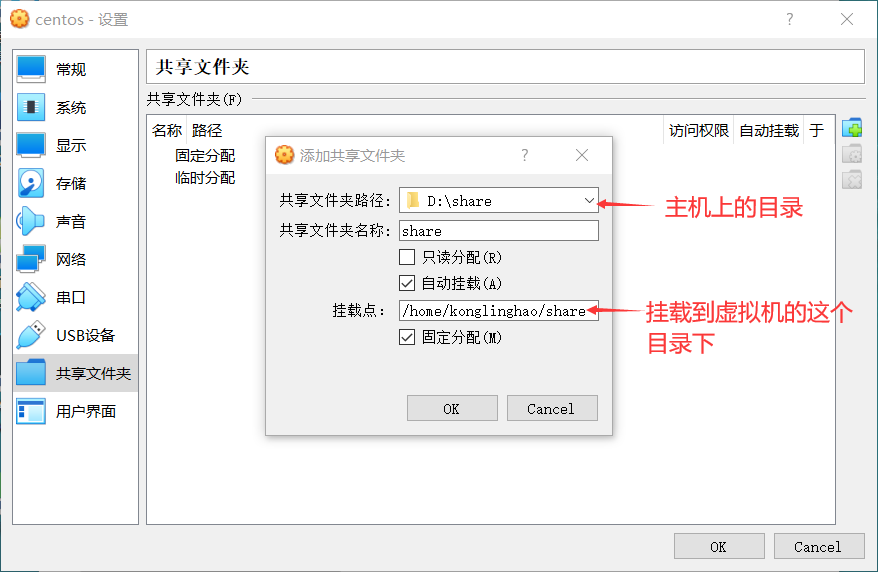 centos - 设置
常规
系统
显示
存储
声音
网络
串口
USB设备
共享文件夹
用户界面
共享文件夹
共享文件夹(F)
名称 路径 访问权限 自动挂载 于
固定分配
临时分配
添加共享文件夹 ?
共享文件夹路径: D:\share
共享文件夹名称: share
只读分配(R)
自动挂载(A)
挂载点: /home/konglinghao/share
固定分配(M)
OK Cancel
主机上的目录
挂载到虚拟机的这个
目录下
OK Cancel